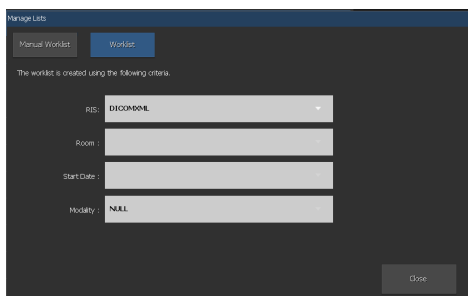 Manage Lists
Manual Worklist
Worklist
The worklist is created using the following criteria.
RIS: DICOMXML
Room :
Start Date :
Modality : NULL
Close